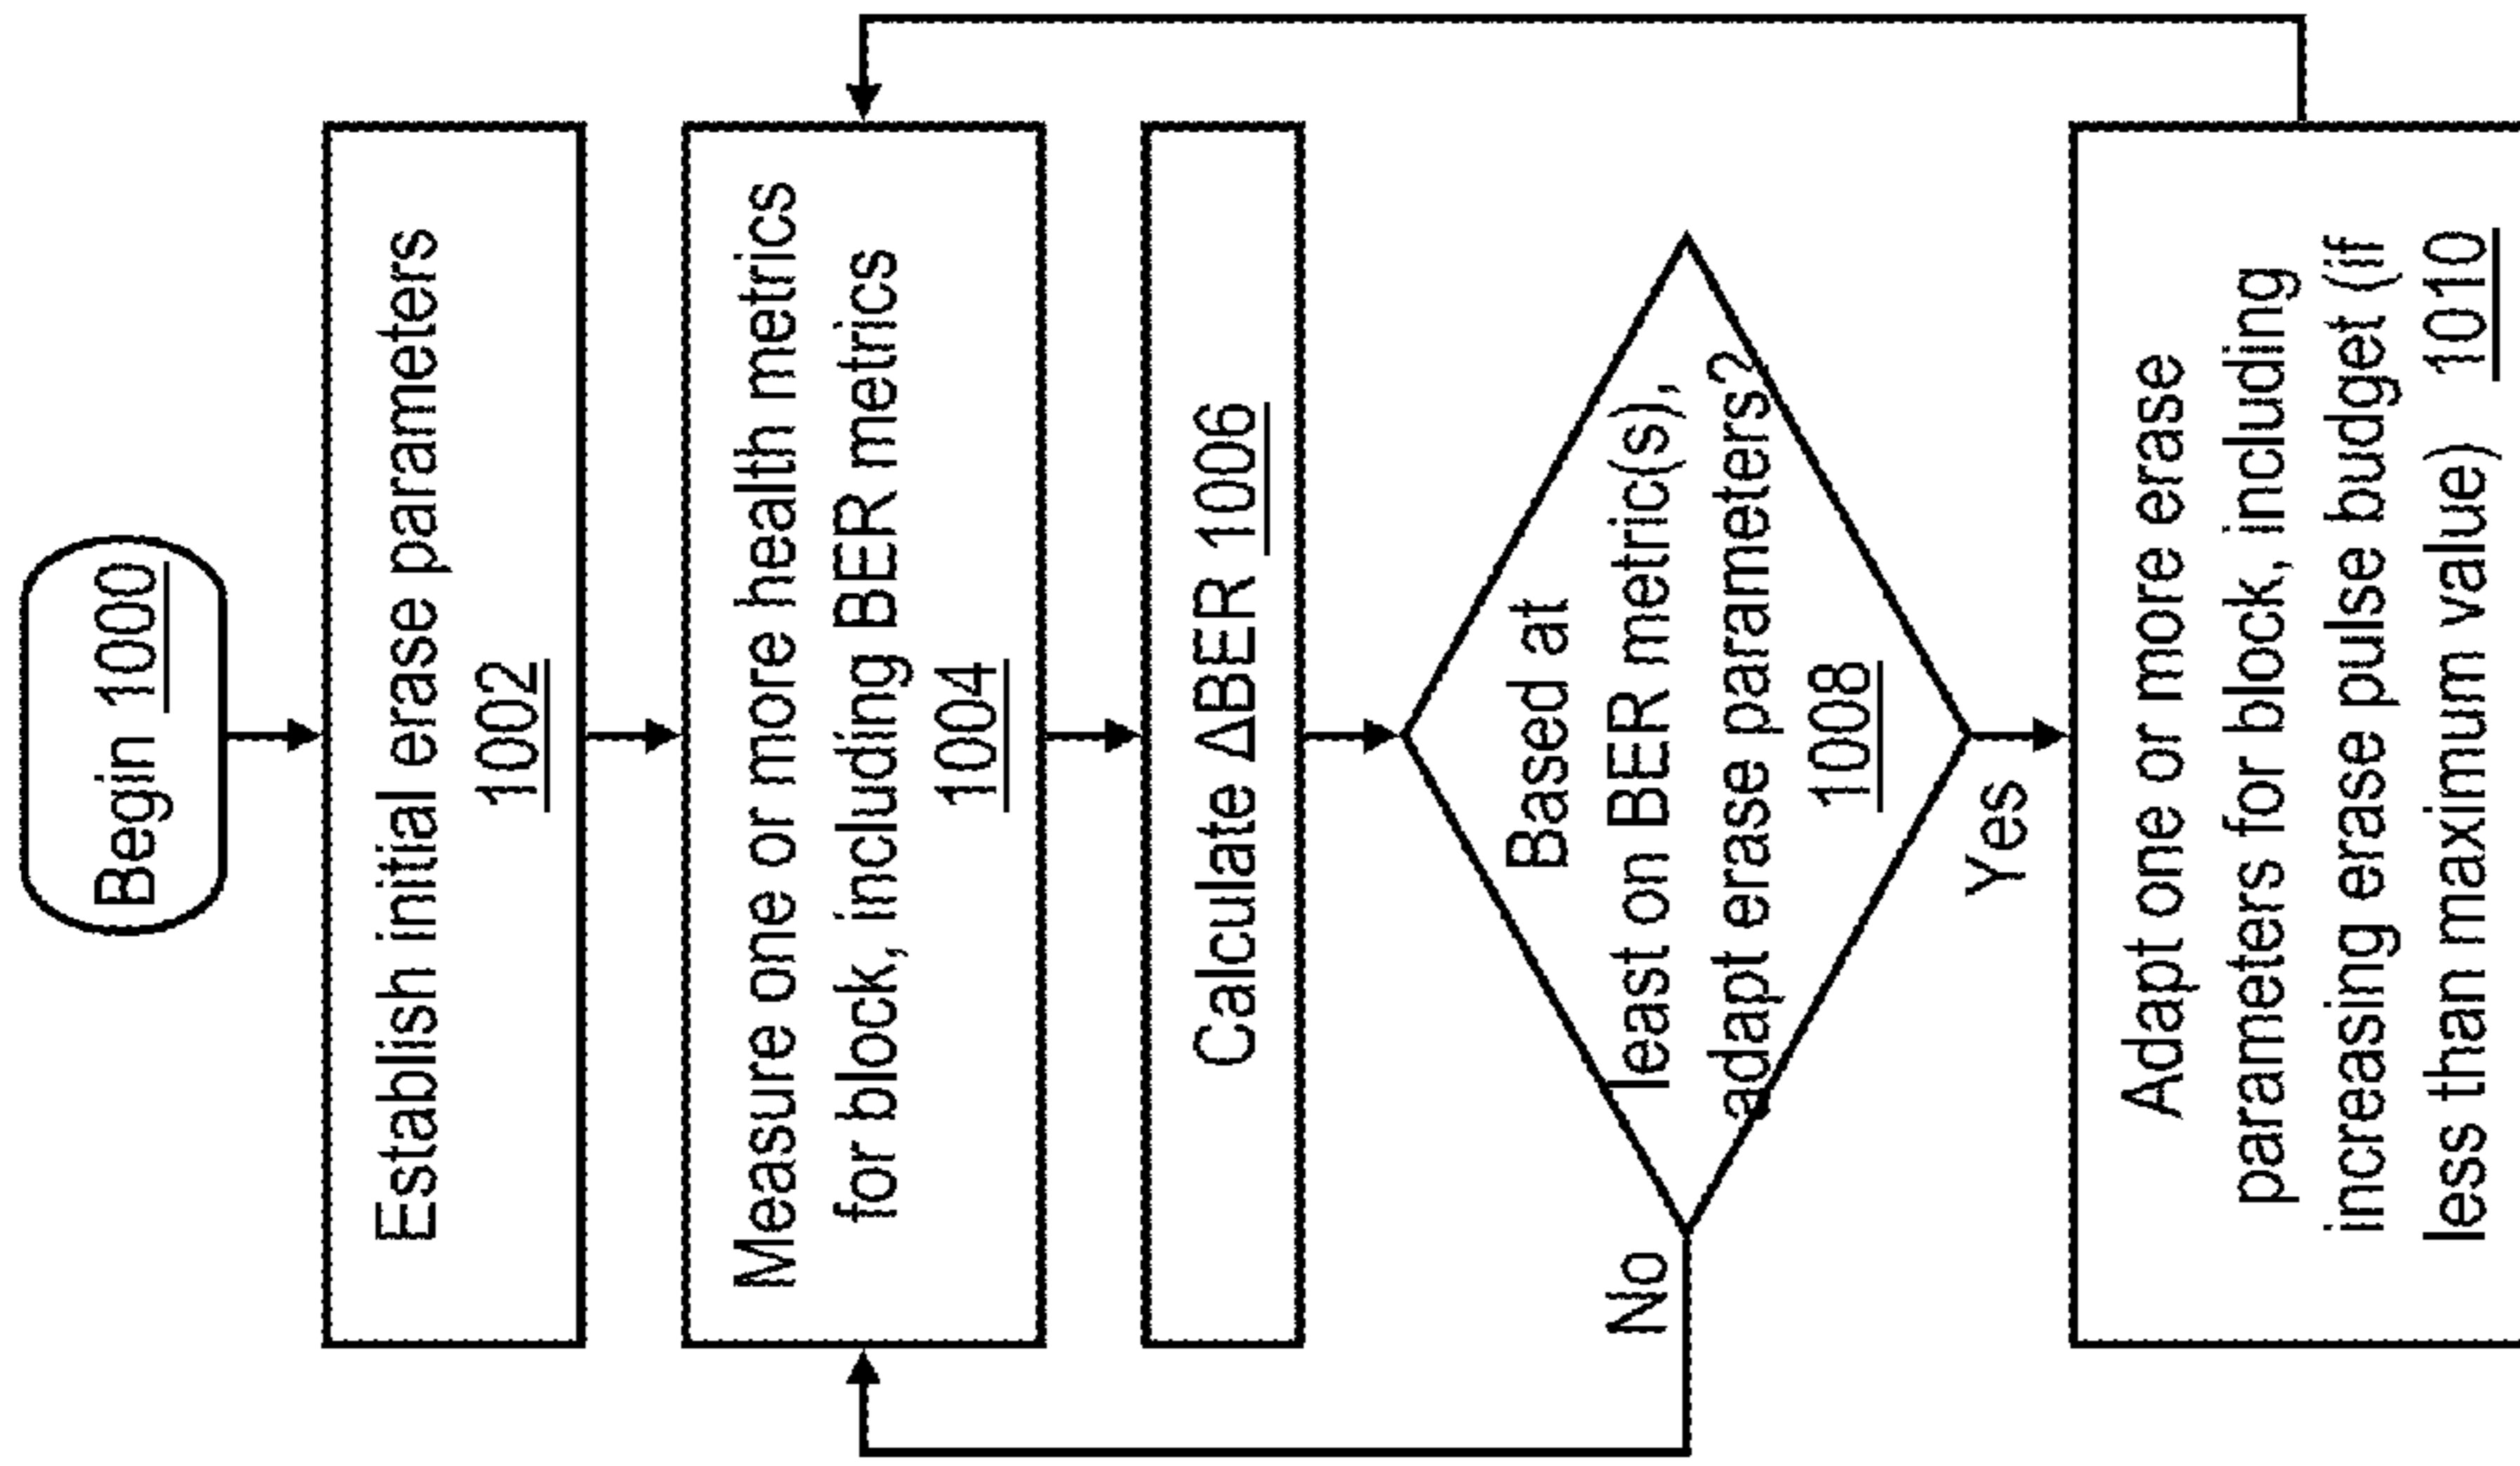 Begin 1000
Establish initial erase parameters
1002
Measure one or more health metrics
for block, including BER metrics
1004
Calculate ΔBER 1006
Based at
least on BER metric(s),
adapt erase parameters?
1008
No
Yes
Adapt one or more erase
parameters for block, including
increasing erase pulse budget (if
less than maximum value) 1010